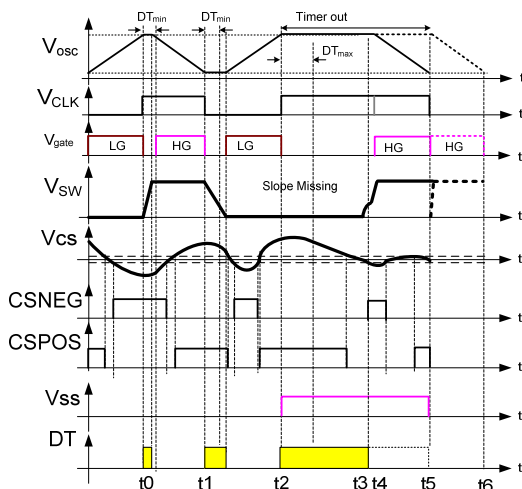 DTmin DTmin Timer out
Vosc DTmax t
VCLK t
Vgate LG HG LG HG HG t
VSW Slope Missing t
Vcs t
CSNEG t
CSPOS t
Vss t
DT t
t0 t1 t2 t3 t4 t5 t6